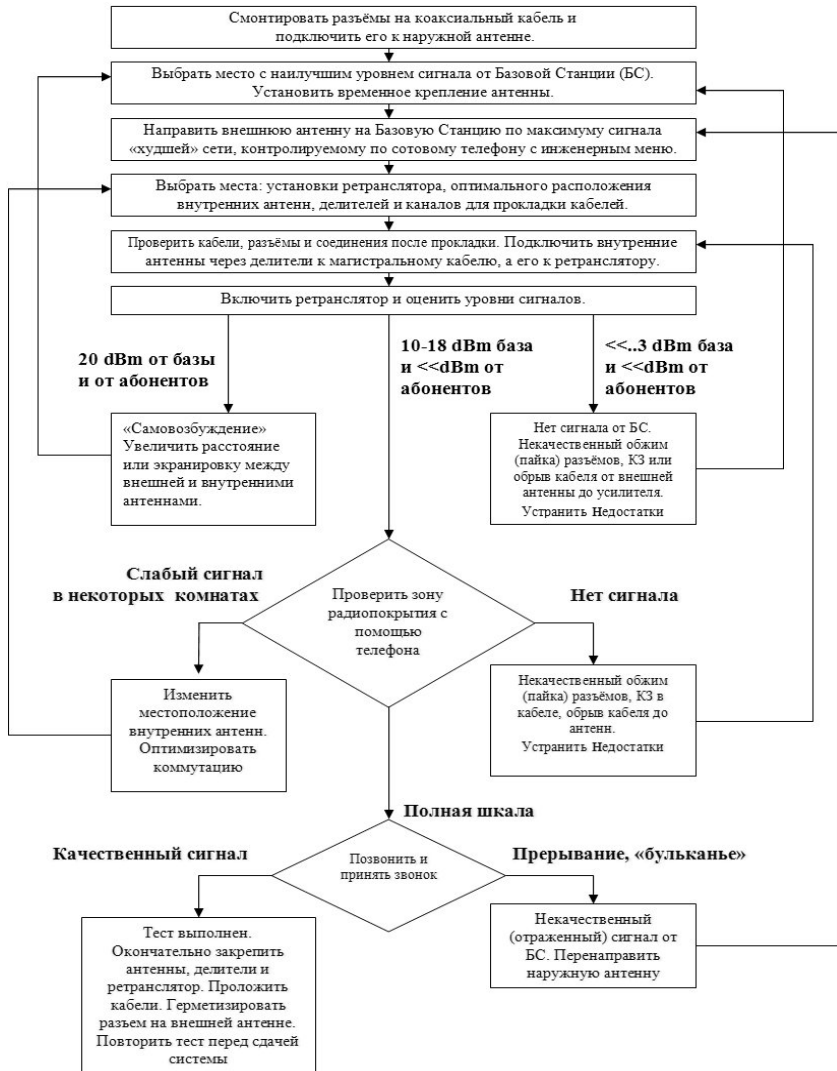 Смонтировать разъёмы на коаксиальный кабель и
подключить его к наружной антенне.
Выбрать место с наилучшим уровнем сигнала от Базовой Станции (БС).
Установить временное крепление антенны.
Направить внешнюю антенну на Базовую Станцию по максимуму сигнала
«худшей» сети, контролируемому по сотовому телефону с инженерным меню.
Выбрать места: установки ретранслятора, оптимального расположения
внутренних антенн, делителей и каналов для прокладки кабелей.
Проверить кабели, разъёмы и соединения после прокладки. Подключить внутренние
антенны через делители к магистральному кабелю, а его к ретранслятору.
Включить ретранслятор и оценить уровни сигналов.
20 dBm от базы
и от абонентов
10-18 dBm база
и <<dBm от
абонентов
<<..3 dBm база
и <<dBm от
абонентов
«Самовозбуждение»
Увеличить расстояние
или экранировку между
внешней и внутренними
антеннами.
Нет сигнала от БС.
Некачественный обжим
(пайка) разъёмов, КЗ или
обрыв кабеля от внешней
антенны до усилителя.
Устранить Недостатки
Слабый сигнал
в некоторых комнатах
Проверить зону
радиопокрытия с
помощью
телефона
Нет сигнала
Изменить
местоположение
внутренних антенн.
Оптимизировать
коммутацию
Некачественный обжим
(пайка) разъёмов, КЗ в
кабеле, обрыв кабеля до
антенн.
Устранить Недостатки
Полная шкала
Качественный сигнал
Позвонить и
принять звонок
Прерывание, «бульканье»
Тест выполнен.
Окончательно закрепить
антенны, делители и
ретранслятор. Проложить
кабели. Герметизировать
разъем на внешней антенне.
Повторить тест перед сдачей
системы
Некачественный
(отраженный) сигнал от
БС. Перенаправить
наружную антенну